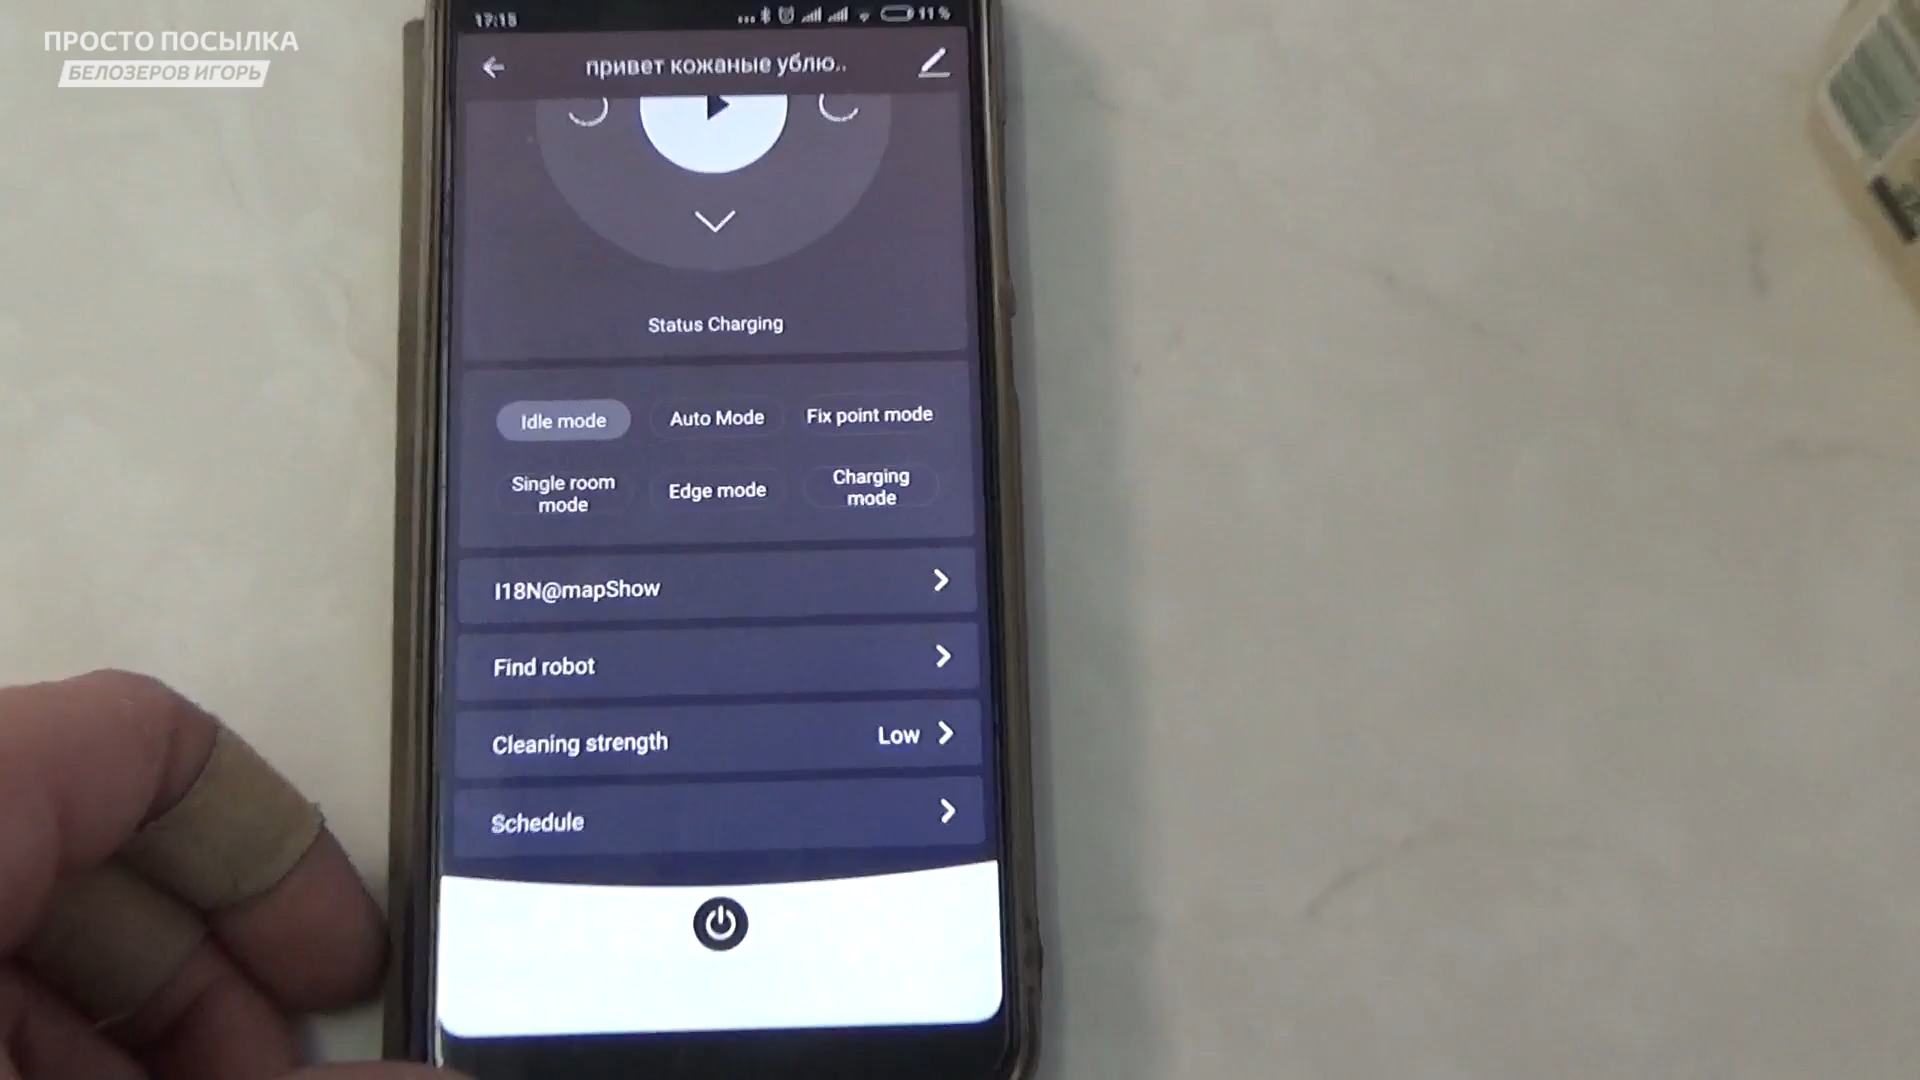 ПРОСТО ПОСЫЛКА
БЕЛОЗЕРОВ ИГОРЬ
17:15
11%
привет кожаные ублю..
Status Charging
Idle mode
Auto Mode
Fix point mode
Single room
mode
Edge mode
Charging
mode
I18N@mapShow
Find robot
Cleaning strength
Low
Schedule